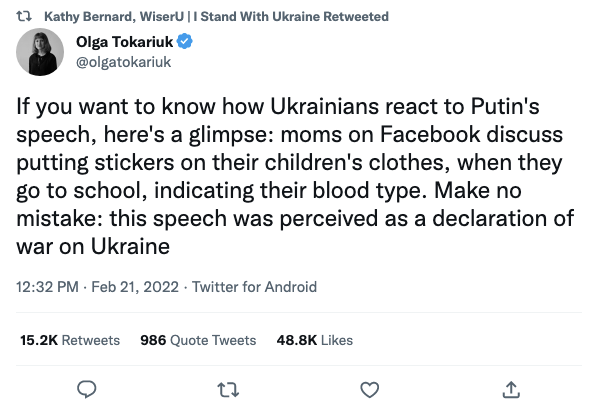 Kathy Bernard, WiserU | I Stand With Ukraine Retweeted
Olga Tokariuk
@olgatokariuk
If you want to know how Ukrainians react to Putin's
speech, here's a glimpse: moms on Facebook discuss
putting stickers on their children's clothes, when they
go to school, indicating their blood type. Make no
mistake: this speech was perceived as a declaration of
war on Ukraine
12:32 PM · Feb 21, 2022 · Twitter for Android
15.2K Retweets 986 Quote Tweets 48.8K Likes